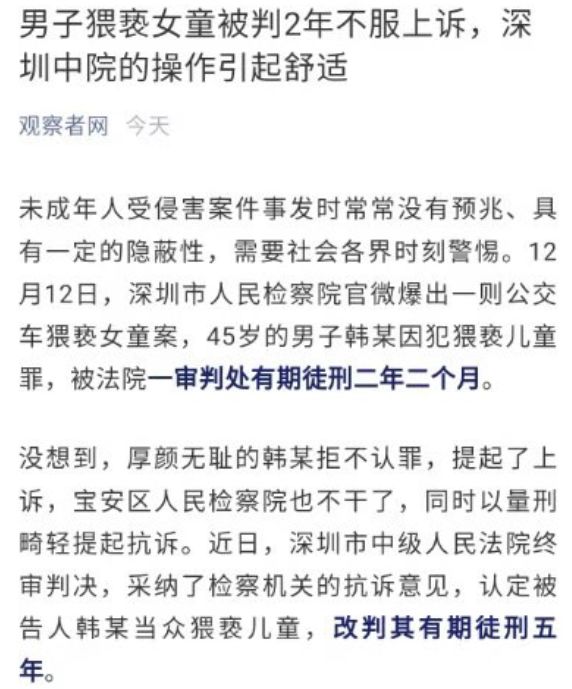 男子猥亵女童被判2年不服上诉，深
圳中院的操作引起舒适
观察者网 今天
未成年人受侵害案件事发时常常没有预兆、具
有一定的隐蔽性，需要社会各界时刻警惕。12
月12日，深圳市人民检察院官微爆出一则公交
车猥亵女童案，45岁的男子韩某因犯猥亵儿童
罪，被法院一审判处有期徒刑二年二个月。
没想到，厚颜无耻的韩某拒不认罪，提起了上
诉，宝安区人民检察院也不干了，同时以量刑
畸轻提起抗诉。近日，深圳市中级人民法院终
审判决，采纳了检察机关的抗诉意见，认定被
告人韩某当众猥亵儿童，改判其有期徒刑五
年。